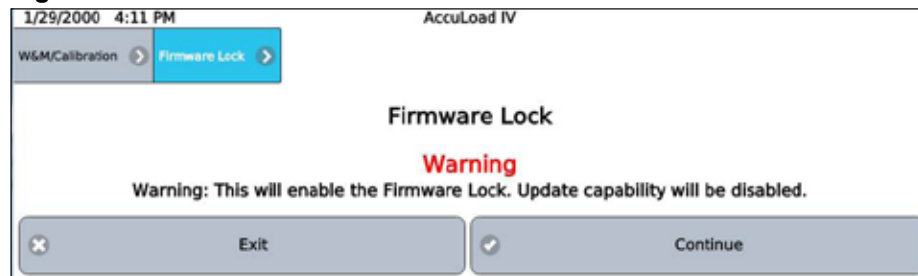 1/29/2000 4:11 PM AccuLoad IV
W&M/Calibration Firmware Lock
Firmware Lock
Warning
Warning: This will enable the Firmware Lock. Update capability will be disabled.
Exit Continue